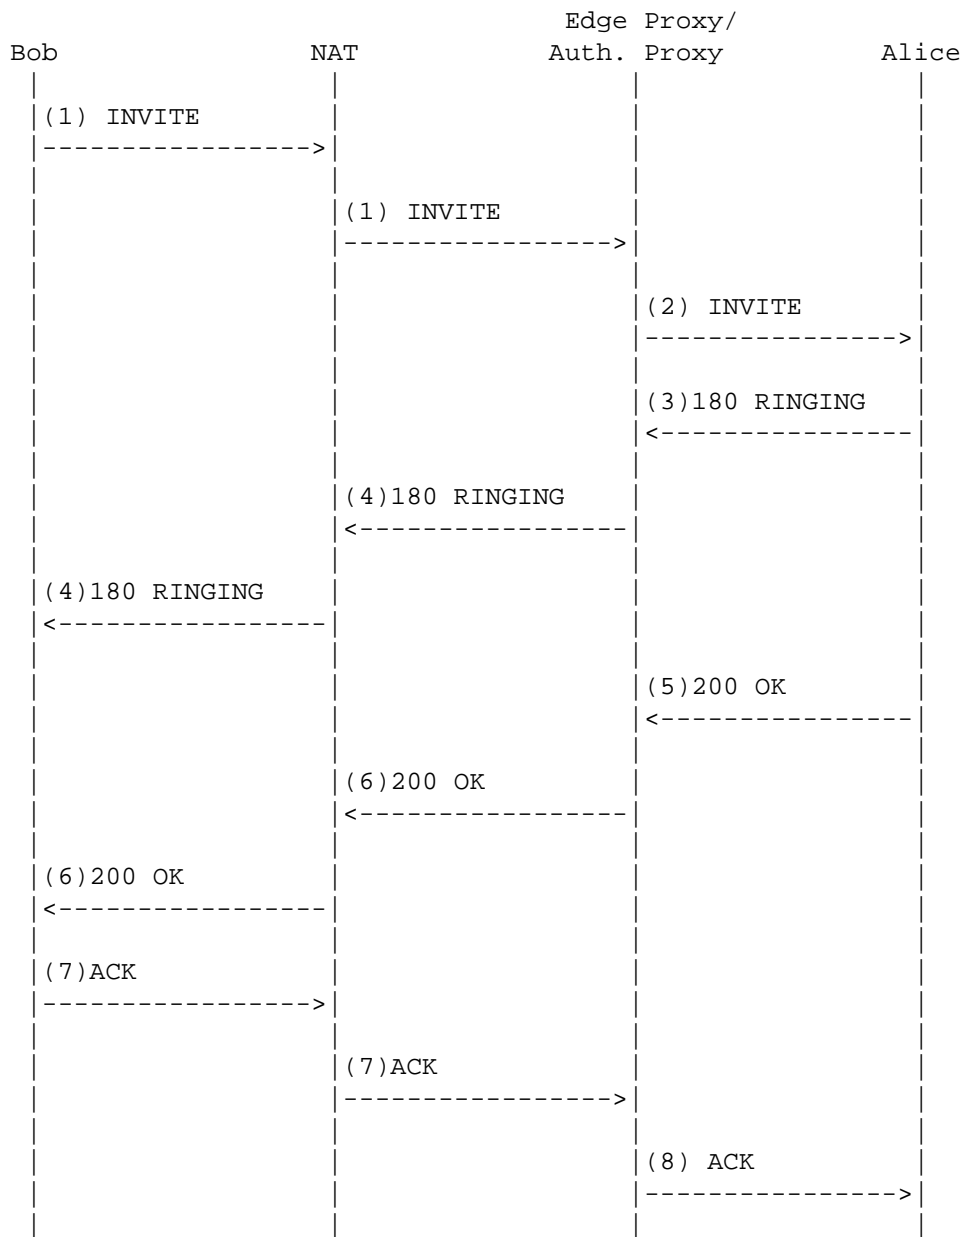 Edge Proxy/
Bob NAT Auth. Proxy Alice
(1) INVITE
(1) INVITE
(2) INVITE
(3)180 RINGING
(4)180 RINGING
(4)180 RINGING
(5)200 OK
(6)200 OK
(6)200 OK
(7)ACK
(7)ACK
(8) ACK